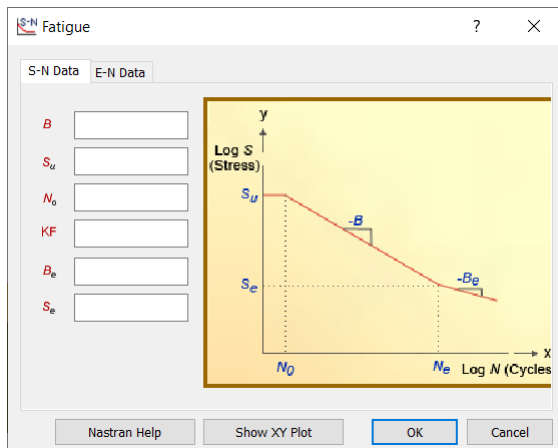 S-N Fatigue ? ×
S-N Data E-N Data
B
Su
No
KF
Be
Se
y
Log S
(Stress)
Su
-B
Se
-Be
x
N0 Ne Log N (Cycles
Nastran Help Show XY Plot OK Cancel